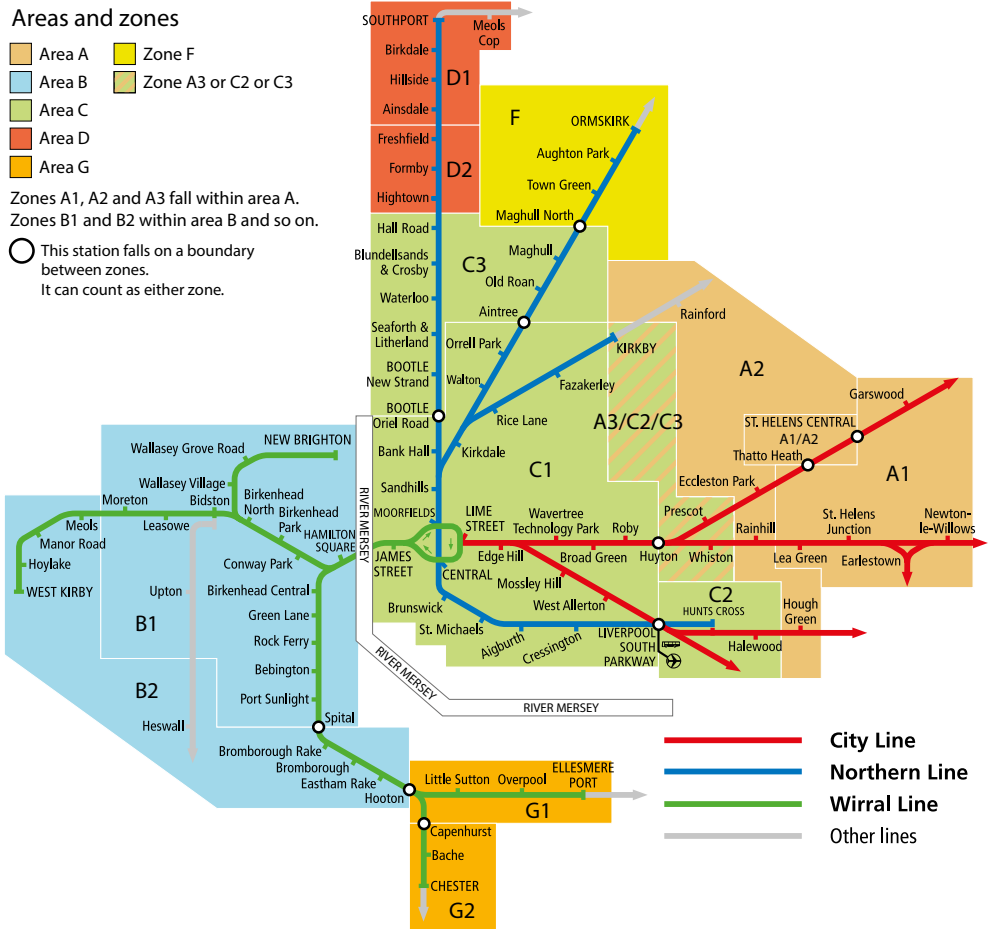 Areas and zones
Area A
Zone F
Area B
Zone A3 or C2 or C3
Area C
Area D
Area G
Zones A1, A2 and A3 fall within area A.
Zones B1 and B2 within area B and so on.
This station falls on a boundary
between zones.
It can count as either zone.
SOUTHPORT
Meols
Cop
Birkdale
Hillside
D1
Ainsdale
Freshfield
Formby
D2
Hightown
F
ORMSKIRK
Aughton Park
Town Green
Maghull North
Hall Road
Blundellsands
& Crosby
C3
Maghull
Old Roan
Waterloo
Aintree
Seaforth &
Litherland
Orrell Park
BOOTLE
New Strand
Walton
BOOTLE
Oriel Road
Rice Lane
Fazakerley
KIRKBY
Rainford
Bank Hall
Kirkdale
Sandhills
C1
A3/C2/C3
A2
Garswood
ST. HELENS CENTRAL
A1/A2
Thatto Heath
Eccleston Park
A1
Prescot
MOORFIELDS
LIME
STREET
Wavertree
Technology Park
Roby
Edge Hill
Broad Green
Huyton
Whiston
Rainhill
Lea Green
St. Helens
Junction
Earlestown
Newton-
le-Willows
JAMES
STREET
CENTRAL
Mossley Hill
West Allerton
Brunswick
St. Michaels
Aigburth
Cressington
LIVERPOOL
SOUTH
PARKWAY
C2
HUNTS CROSS
Halewood
Hough
Green
RIVER MERSEY
RIVER MERSEY
RIVER MERSEY
NEW BRIGHTON
Wallasey Grove Road
Wallasey Village
Moreton
Bidston
Birkenhead
North
Birkenhead
Park
HAMILTON
SQUARE
Meols
Leasowe
Manor Road
Hoylake
WEST KIRBY
Conway Park
Upton
Birkenhead Central
Green Lane
B1
Rock Ferry
Bebington
B2
Port Sunlight
Heswall
Spital
Bromborough Rake
Bromborough
Eastham Rake
Hooton
Little Sutton
Overpool
ELLESMERE
PORT
G1
Capenhurst
Bache
CHESTER
G2
City Line
Northern Line
Wirral Line
Other lines